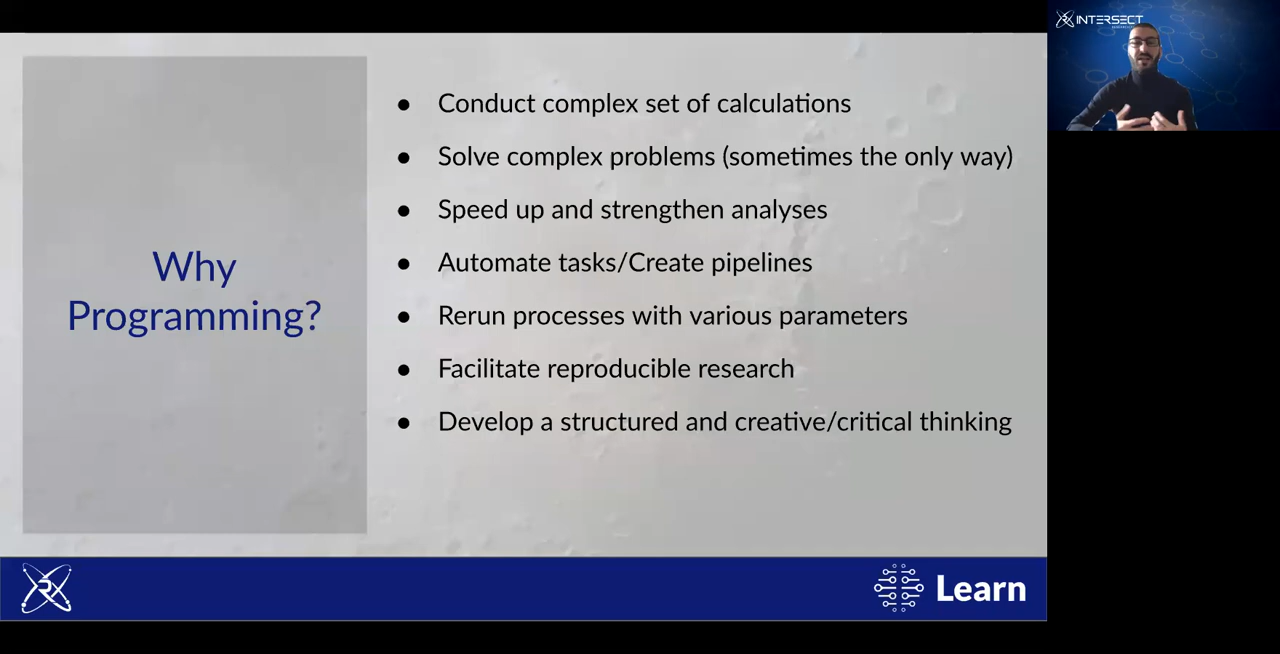 Why
Programming?
● Conduct complex set of calculations
● Solve complex problems (sometimes the only way)
● Speed up and strengthen analyses
● Automate tasks/Create pipelines
● Rerun processes with various parameters
● Facilitate reproducible research
● Develop a structured and creative/critical thinking
Learn
INTERSECT